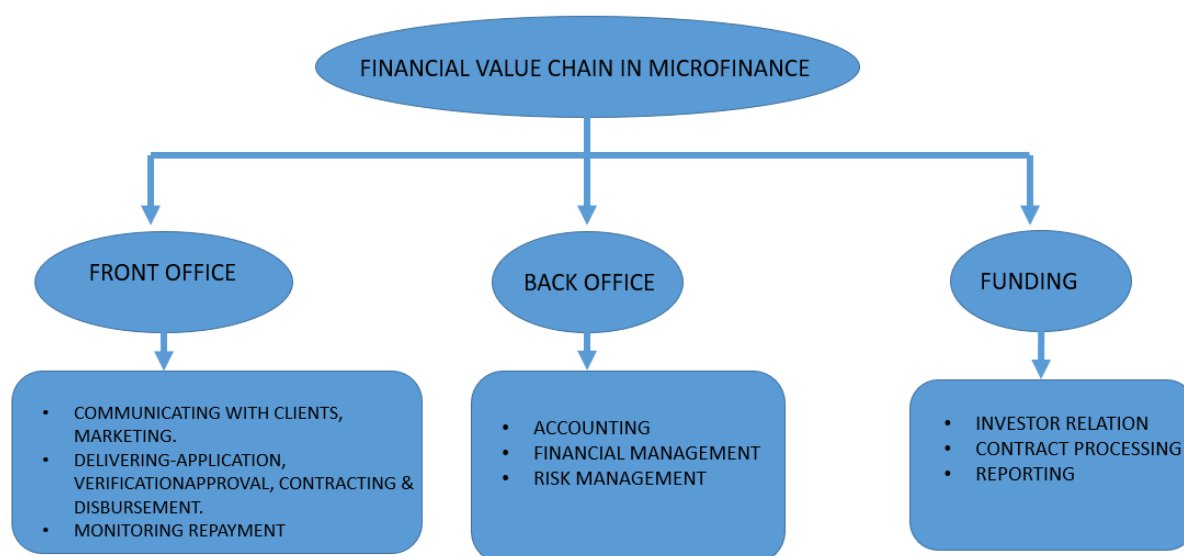 FINANCIAL VALUE CHAIN IN MICROFINANCE
FRONT OFFICE
BACK OFFICE
FUNDING
• COMMUNICATING WITH CLIENTS,
MARKETING.
• DELIVERING-APPLICATION,
VERIFICATIONAPPROVAL, CONTRACTING &
DISBURSEMENT.
• MONITORING REPAYMENT
• ACCOUNTING
• FINANCIAL MANAGEMENT
• RISK MANAGEMENT
• INVESTOR RELATION
• CONTRACT PROCESSING
• REPORTING